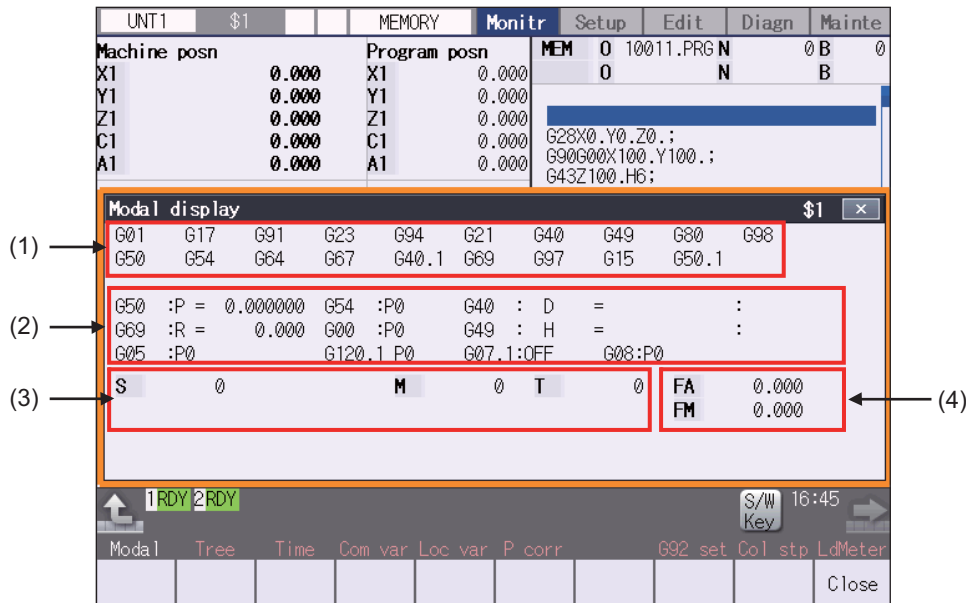 UNT1 $1 MEMORY Monitr Setup Edit Diagn Mainte
Machine posn Program posn MEM O 10011.PRG N 0 B 0
X1 0.000 X1 0.000 O N B
Y1 0.000 Y1 0.000
Z1 0.000 Z1 0.000
C1 0.000 C1 0.000 G28X0.Y0.Z0.;
A1 0.000 A1 0.000 G90G00X100.Y100.;
G43Z100.H6;
Modal display $1 ×
(1)
G01 G17 G91 G23 G94 G21 G40 G49 G80 G98
G50 G54 G64 G67 G40.1 G69 G97 G15 G50.1
(2)
G50 :P = 0.000000 G54 :P0 G40 : D = :
G69 :R = 0.000 G00 :P0 G49 : H = :
G05 :P0 G120.1 P0 G07.1:OFF G08:P0
(3)
S 0 M 0 T 0 FA 0.000
FM 0.000
(4)
1RDY 2RDY S/W Key 16:45
Modal Tree Time Com var Loc var P corr G92 set Col stp LdMeter
Close